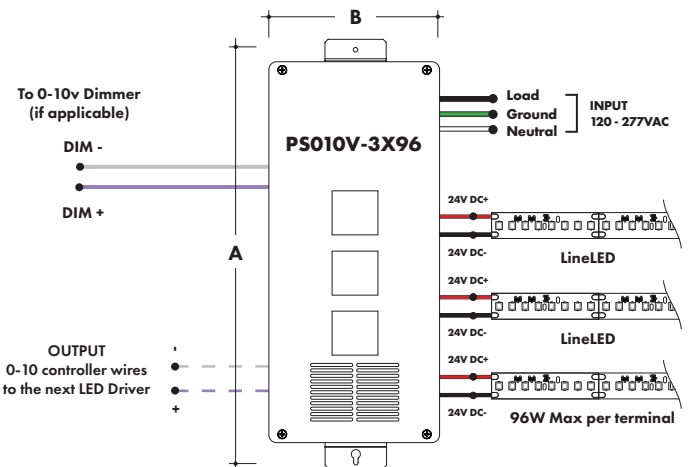 B
To 0-10v Dimmer
(if applicable)
DIM -
DIM +
PS010V-3X96
Load
Ground
Neutral
INPUT
120 - 277VAC
A
24V DC+
24V DC-
LineLED
24V DC+
24V DC-
LineLED
24V DC+
24V DC-
96W Max per terminal
OUTPUT
0-10 controller wires
to the next LED Driver
-
+